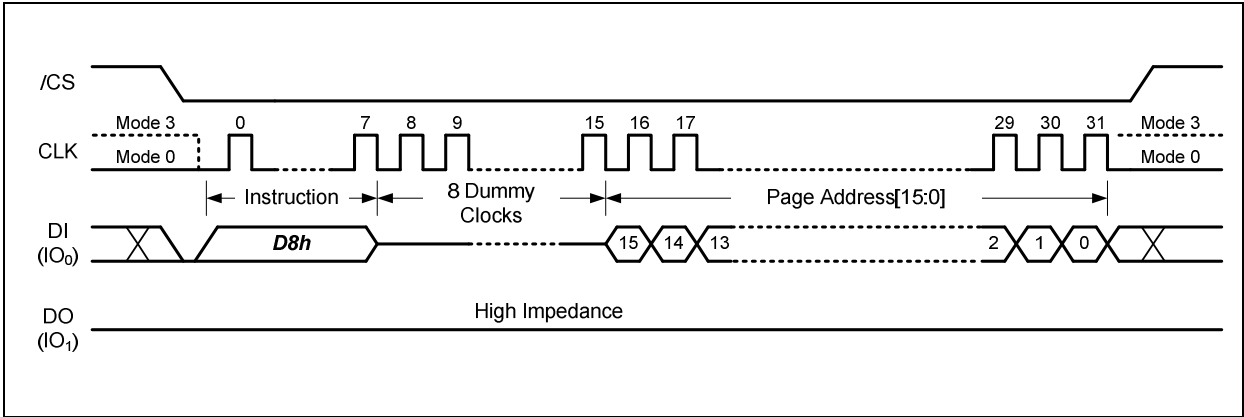 /CS
Mode 3 0 7 8 9 15 16 17 29 30 31 Mode 3
CLK
Mode 0 Mode 0
Instruction 8 Dummy Page Address[15:0]
Clocks
DI
(IO₀)
D8h 15 14 13 2 1 0
High Impedance
DO
(IO₁)